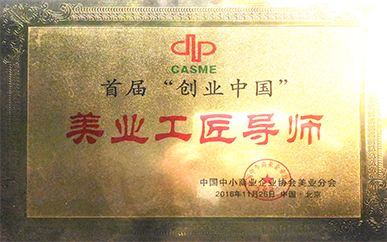 CASME
首届“创业中国”
美业工匠导师
中国中小商业企业协会美业分会
2016年11月26日 中国·北京